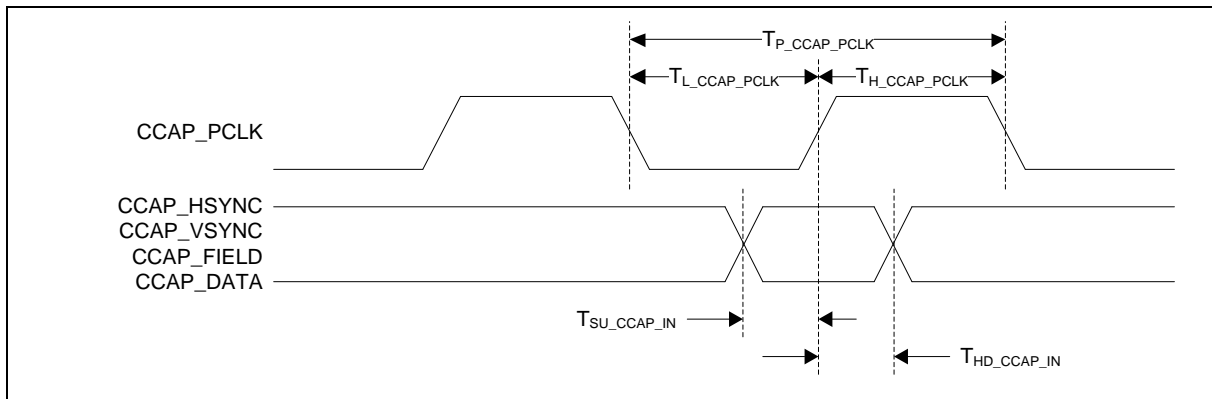 T_P_CCAP_PCLK
T_L_CCAP_PCLK T_H_CCAP_PCLK
CCAP_PCLK
CCAP_HSYNC
CCAP_VSYNC
CCAP_FIELD
CCAP_DATA
T_SU_CCAP_IN
T_HD_CCAP_IN